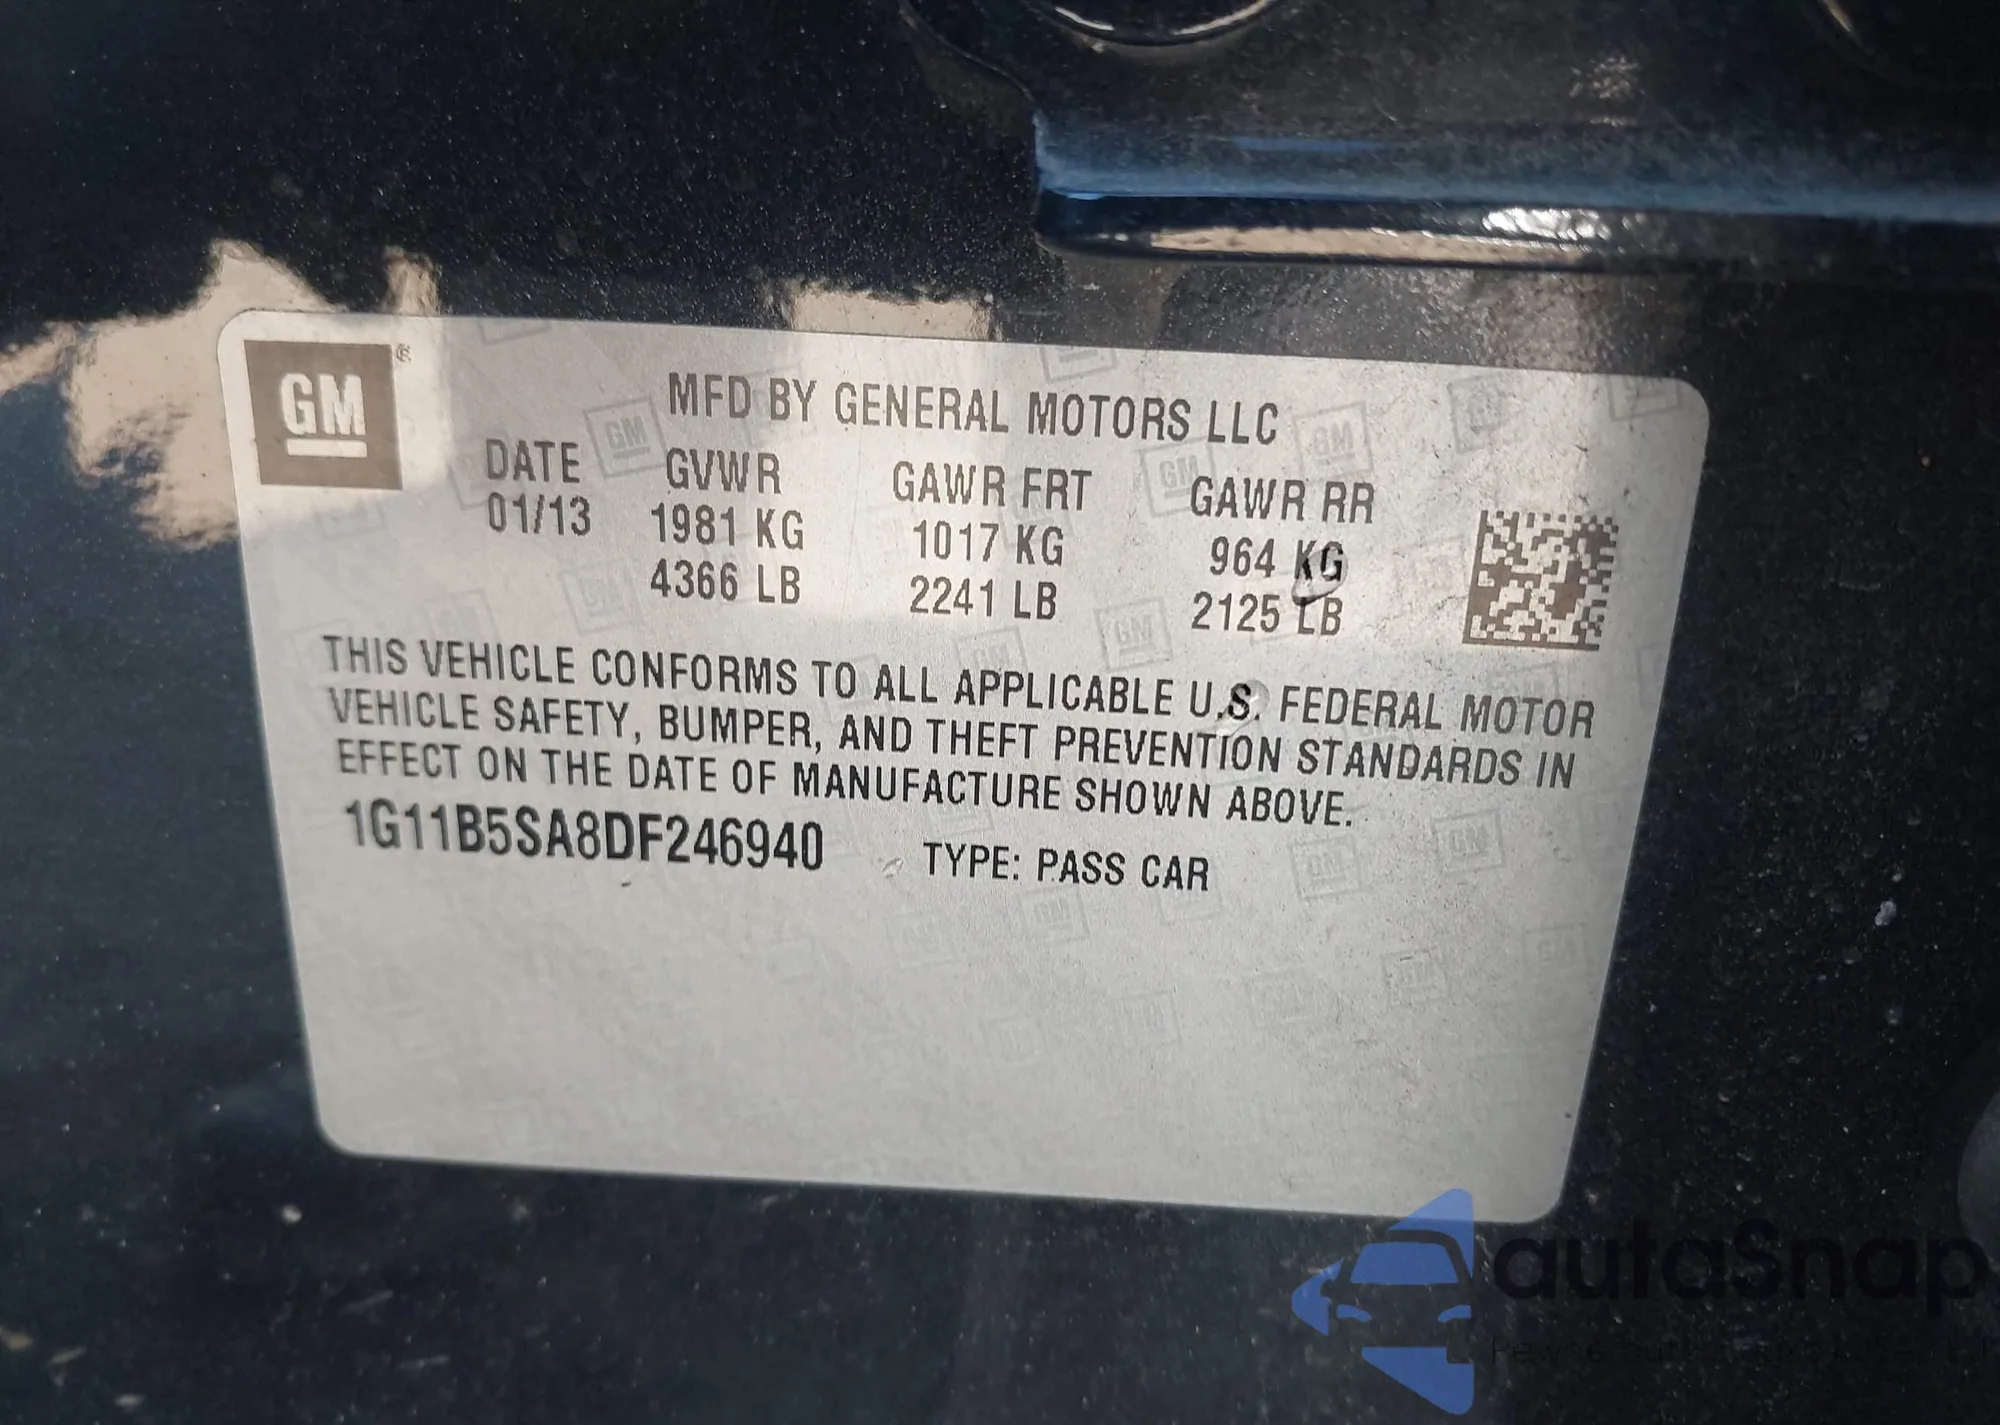 GM
MFD BY GENERAL MOTORS LLC
DATE GVWR GAWR FRT GAWR RR
01/13 1981 KG 1017 KG 964 KG
4366 LB 2241 LB 2125 LB
THIS VEHICLE CONFORMS TO ALL APPLICABLE U.S. FEDERAL MOTOR
VEHICLE SAFETY, BUMPER, AND THEFT PREVENTION STANDARDS IN
EFFECT ON THE DATE OF MANUFACTURE SHOWN ABOVE.
1G11B5SA8DF246940 TYPE: PASS CAR
autaSnap